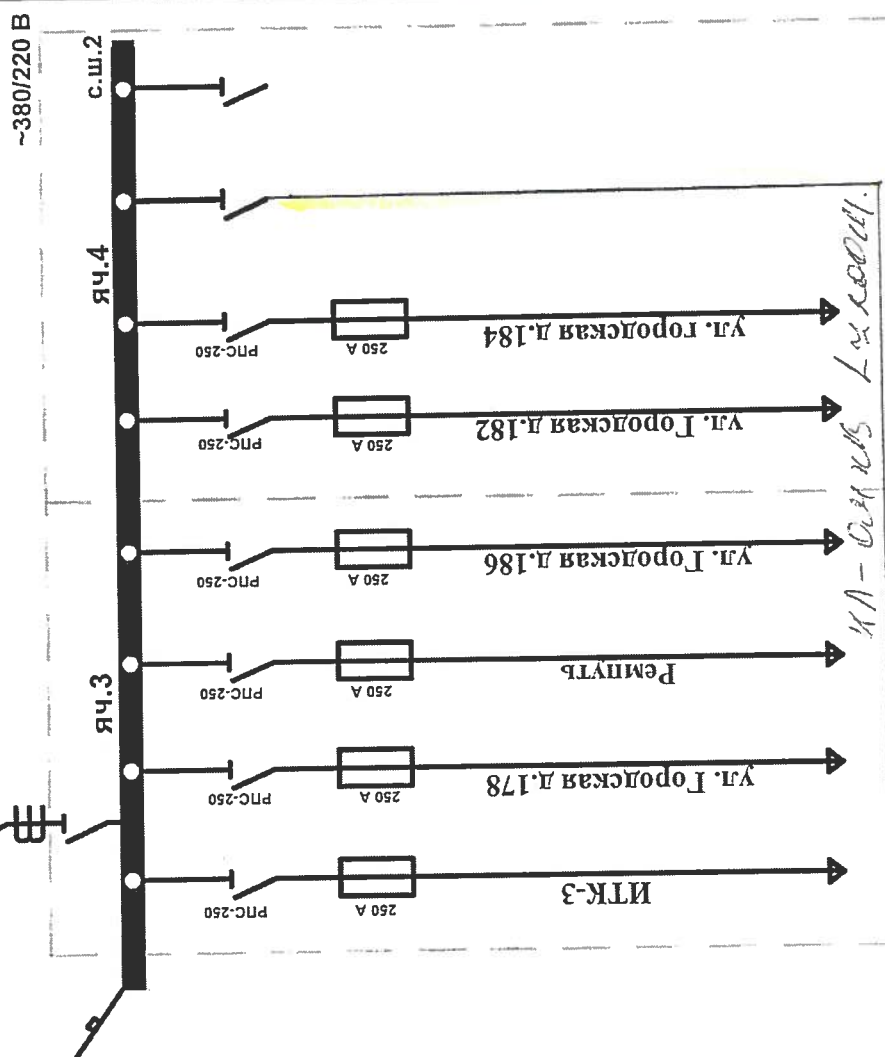 ~380/220 В
с.ш.2
яч.4
яч.3
РПС-250
250 А
ул. городская д.184
РПС-250
250 А
ул. Городская д.182
РПС-250
250 А
ул. Городская д.186
РПС-250
250 А
Ремпуть
РПС-250
250 А
ул. Городская д.178
РПС-250
250 А
ИТК-3
КЛ-